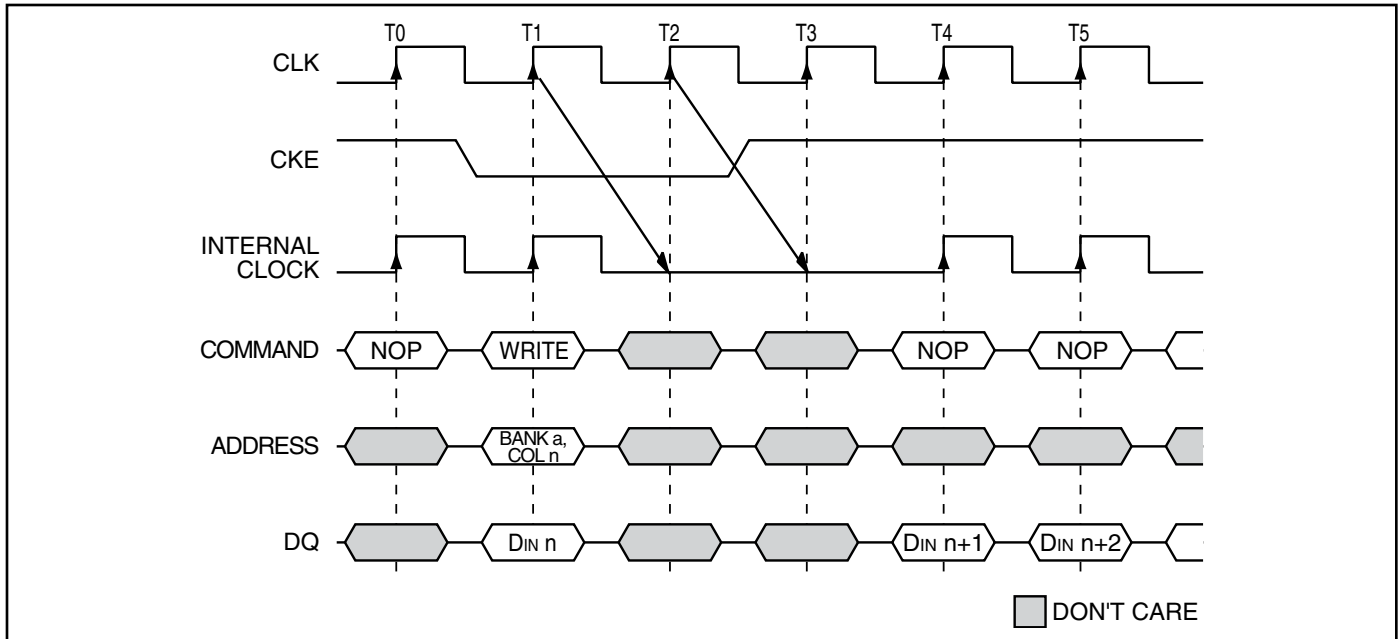 T0 T1 T2 T3 T4 T5
CLK
CKE
INTERNAL
CLOCK
COMMAND NOP WRITE NOP NOP
ADDRESS BANK a,
COL n
DQ DIN n DIN n+1 DIN n+2
DON'T CARE